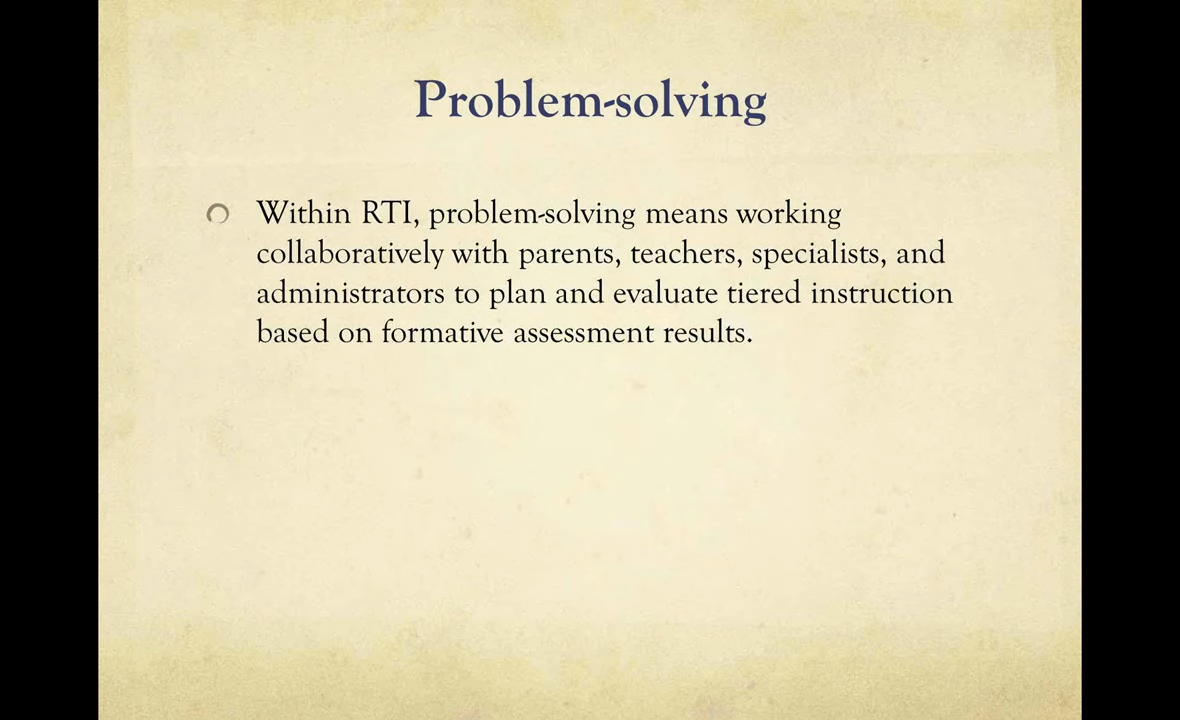 Problem-solving
Within RTI, problem-solving means working
collaboratively with parents, teachers, specialists, and
administrators to plan and evaluate tiered instruction
based on formative assessment results.